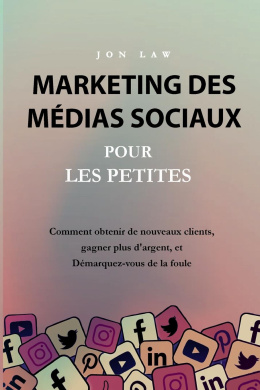 JON LAW
MARKETING DES
MÉDIAS SOCIAUX
POUR
LES PETITES
Comment obtenir de nouveaux clients,
gagner plus d'argent, et
Démarquez-vous de la foule